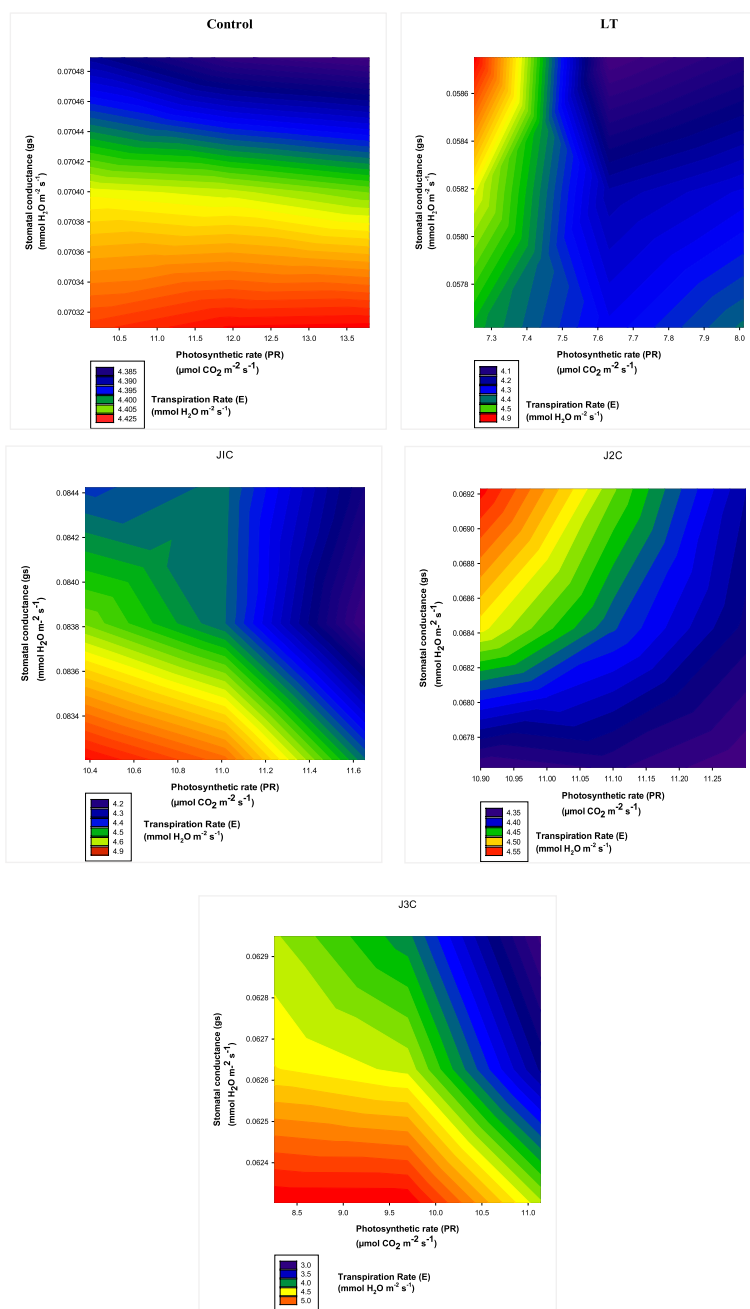 Control
0.07048
0.07046
0.07044
0.07042
0.07040
0.07038
0.07036
0.07034
0.07032
Stomatal conductance (gs)
(mmol H2O m-2 s-1)
10.5 11.0 11.5 12.0 12.5 13.0 13.5
Photosynthetic rate (PR)
(µmol CO2 m-2 s-1)
4.385
4.390
4.395
4.400
4.405
4.425
Transpiration Rate (E)
(mmol H2O m-2 s-1)
LT
0.0586
0.0584
0.0582
0.0580
0.0578
Stomatal conductance (gs)
(mmol H2O m-2 s-1)
7.3 7.4 7.5 7.6 7.7 7.8 7.9 8.0
Photosynthetic rate (PR)
(µmol CO2 m-2 s-1)
4.1
4.2
4.3
4.4
4.5
4.9
Transpiration Rate (E)
(mmol H2O m-2 s-1)
JIC
0.0844
0.0842
0.0840
0.0838
0.0836
0.0834
Stomatal conductance (gs)
(mmol H2O m-2 s-1)
10.4 10.6 10.8 11.0 11.2 11.4 11.6
Photosynthetic rate (PR)
(µmol CO2 m-2 s-1)
4.2
4.3
4.4
4.5
4.6
4.9
Transpiration Rate (E)
(mmol H2O m-2 s-1)
J2C
0.0692
0.0690
0.0688
0.0686
0.0684
0.0682
0.0680
0.0678
Stomatal conductance (gs)
(mmol H2O m-2 s-1)
10.90 10.95 11.00 11.05 11.10 11.15 11.20 11.25
Photosynthetic rate (PR)
(µmol CO2 m-2 s-1)
4.35
4.40
4.45
4.50
4.55
Transpiration Rate (E)
(mmol H2O m-2 s-1)
J3C
0.0629
0.0628
0.0627
0.0626
0.0625
0.0624
Stomatal conductance (gs)
(mmol H2O m-2 s-1)
8.5 9.0 9.5 10.0 10.5 11.0
Photosynthetic rate (PR)
(µmol CO2 m-2 s-1)
3.0
3.5
4.0
4.5
5.0
Transpiration Rate (E)
(mmol H2O m-2 s-1)